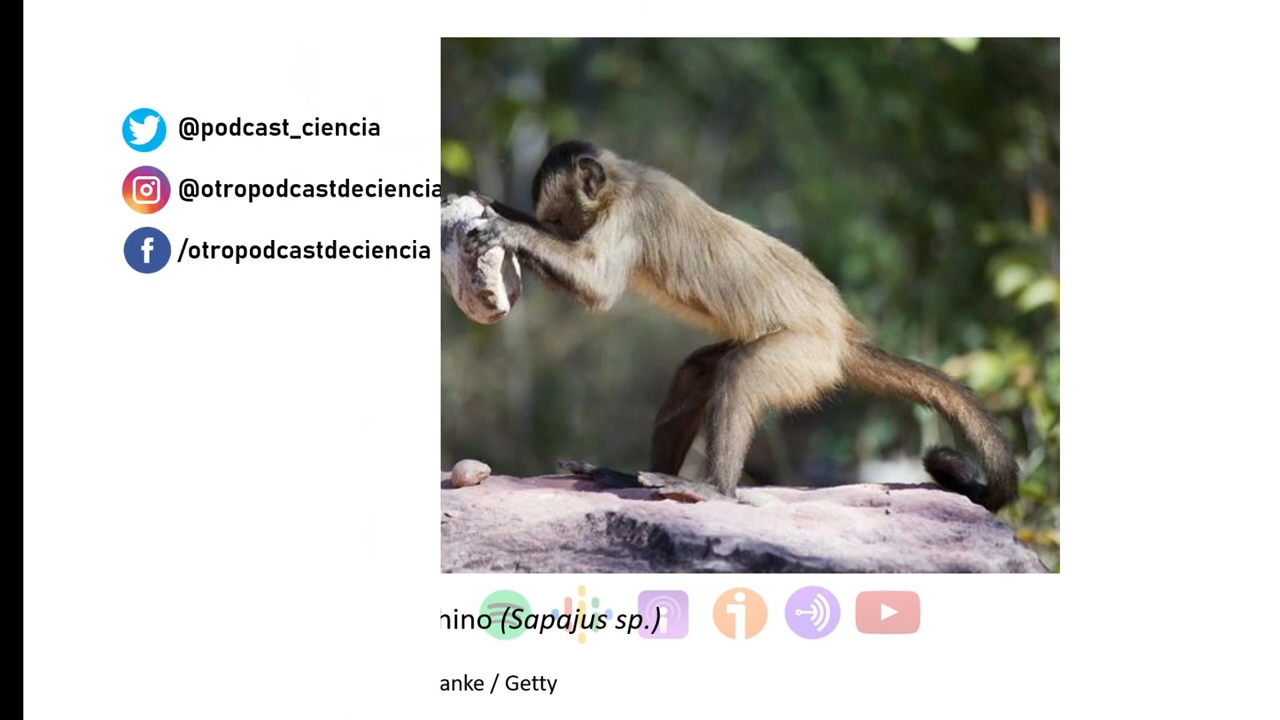 @podcast_ciencia
@otropodcastdeciencia
/otropodcastdeciencia
hino (Sapajus sp.)
anke / Getty